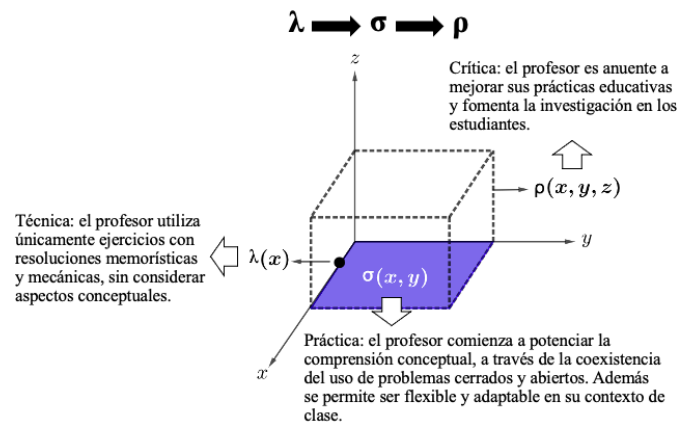 λ → σ → ρ
z
Crítica: el profesor es anuente a
mejorar sus prácticas educativas
y fomenta la investigación en los
estudiantes.
ρ(x, y, z)
Técnica: el profesor utiliza
únicamente ejercicios con
resoluciones memorísticas
y mecánicas, sin considerar
aspectos conceptuales.
λ(x)
y
σ(x, y)
x
Práctica: el profesor comienza a potenciar la
comprensión conceptual, a través de la coexistencia
del uso de problemas cerrados y abiertos. Además
se permite ser flexible y adaptable en su contexto de
clase.